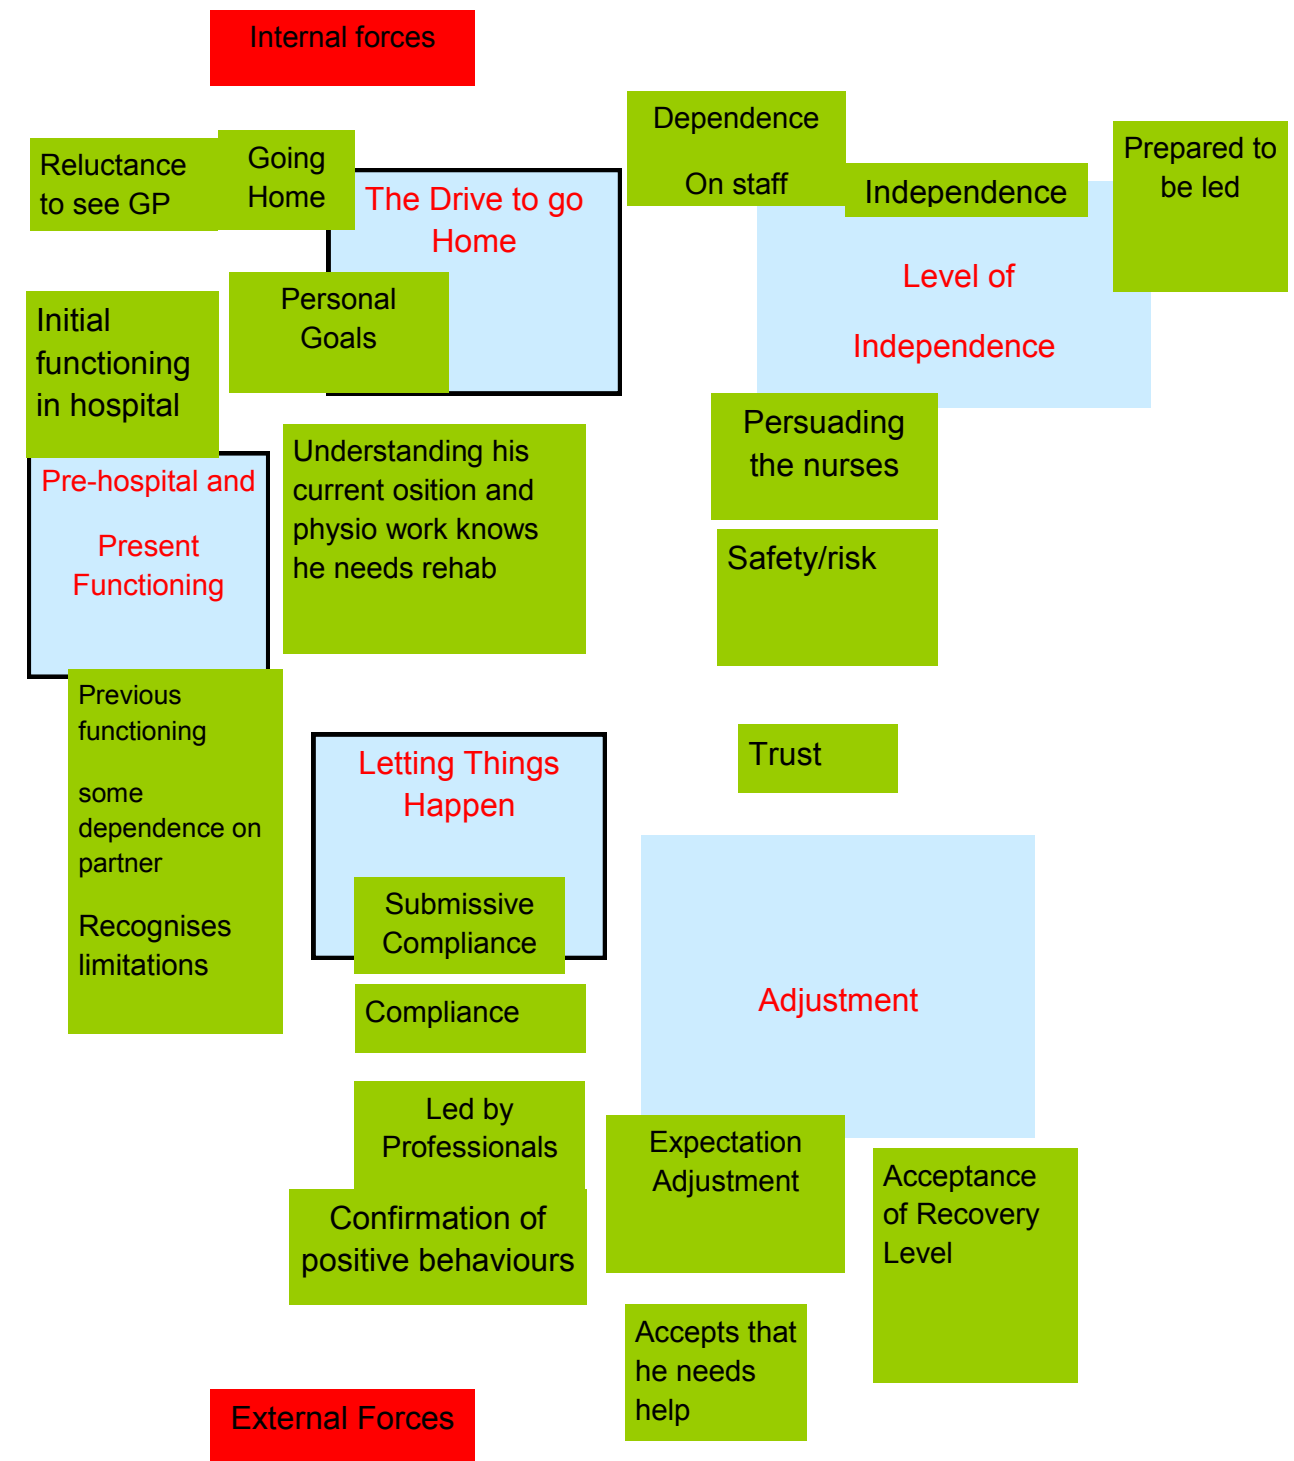 Internal forces
Reluctance
to see GP
Going
Home
The Drive to go
Home
Personal
Goals
Dependence
On staff
Independence
Prepared to
be led
Level of
Independence
Initial
functioning
in hospital
Pre-hospital and
Present
Functioning
Understanding his
current osition and
physio work knows
he needs rehab
Persuading
the nurses
Safety/risk
Previous
functioning
some
dependence on
partner
Recognises
limitations
Letting Things
Happen
Submissive
Compliance
Compliance
Led by
Professionals
Confirmation of
positive behaviours
Trust
Adjustment
Expectation
Adjustment
Acceptance
of Recovery
Level
Accepts that
he needs
help
External Forces